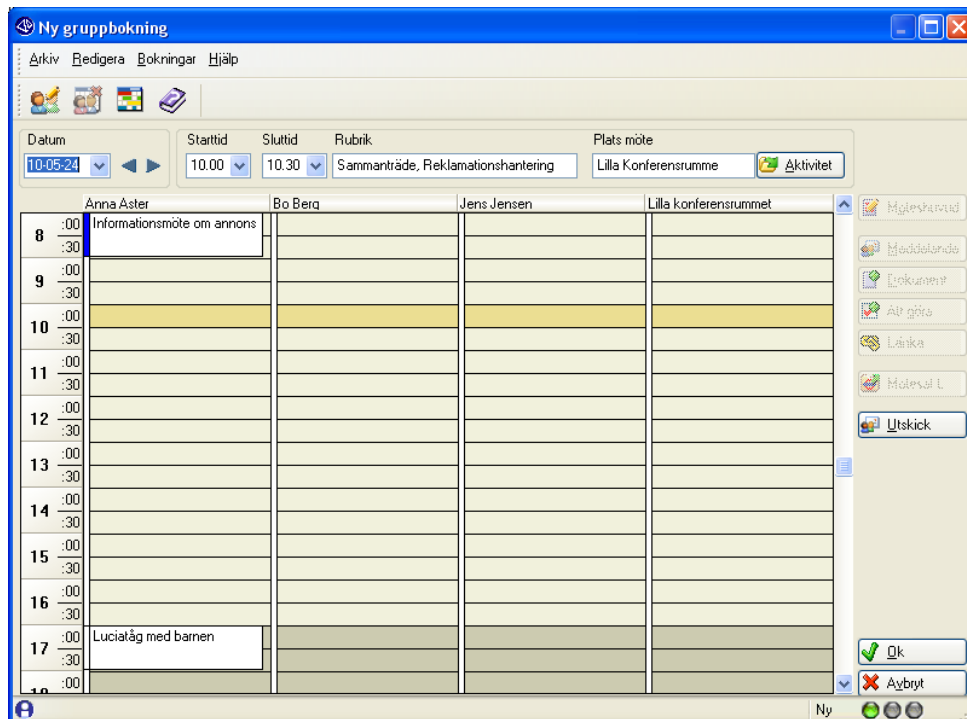 Ny gruppbokning
Arkiv Redigera Bokningar Hjälp
Datum Starttid Sluttid Rubrik Plats möte
10-05-24 10.00 10.30 Sammanträde, Reklamationshantering Lilla Konferensrumme Aktivitet
Anna Aster Bo Berg Jens Jensen Lilla konferensrummet
8 :00 Informationsmöte om annons
:30
9 :00
:30
10 :00
:30
11 :00
:30
12 :00
:30
13 :00
:30
14 :00
:30
15 :00
:30
16 :00
:30
17 :00 Luciatåg med barnen
:30
18 :00
Möteshuvud
Meddelande
Dokument
Att göra
Länka
Utskick
Ok
Avbryt
Ny